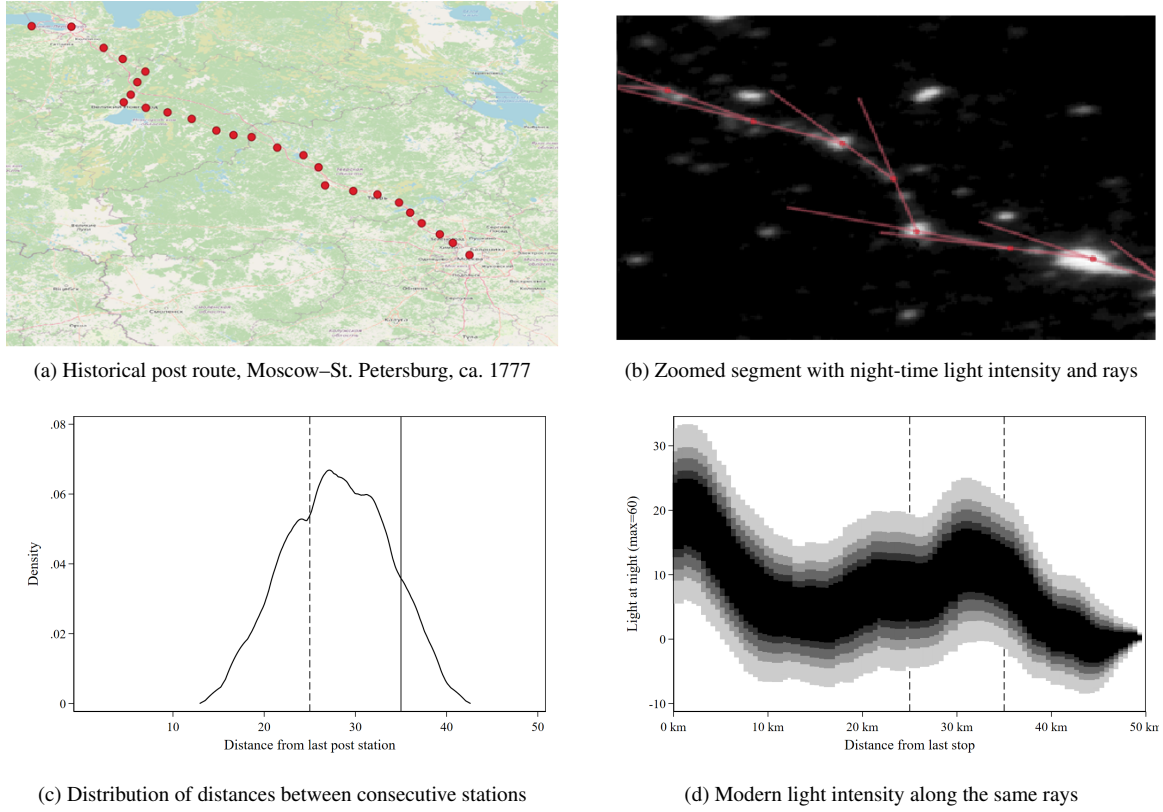 (a) Historical post route, Moscow–St. Petersburg, ca. 1777
(b) Zoomed segment with night-time light intensity and rays
.08
.06
.04
.02
0
Density
10
20
30
40
50
Distance from last post station
30
20
10
0
-10
Light at night (max=60)
0 km
10 km
20 km
30 km
40 km
50 km
Distance from last stop
(c) Distribution of distances between consecutive stations
(d) Modern light intensity along the same rays